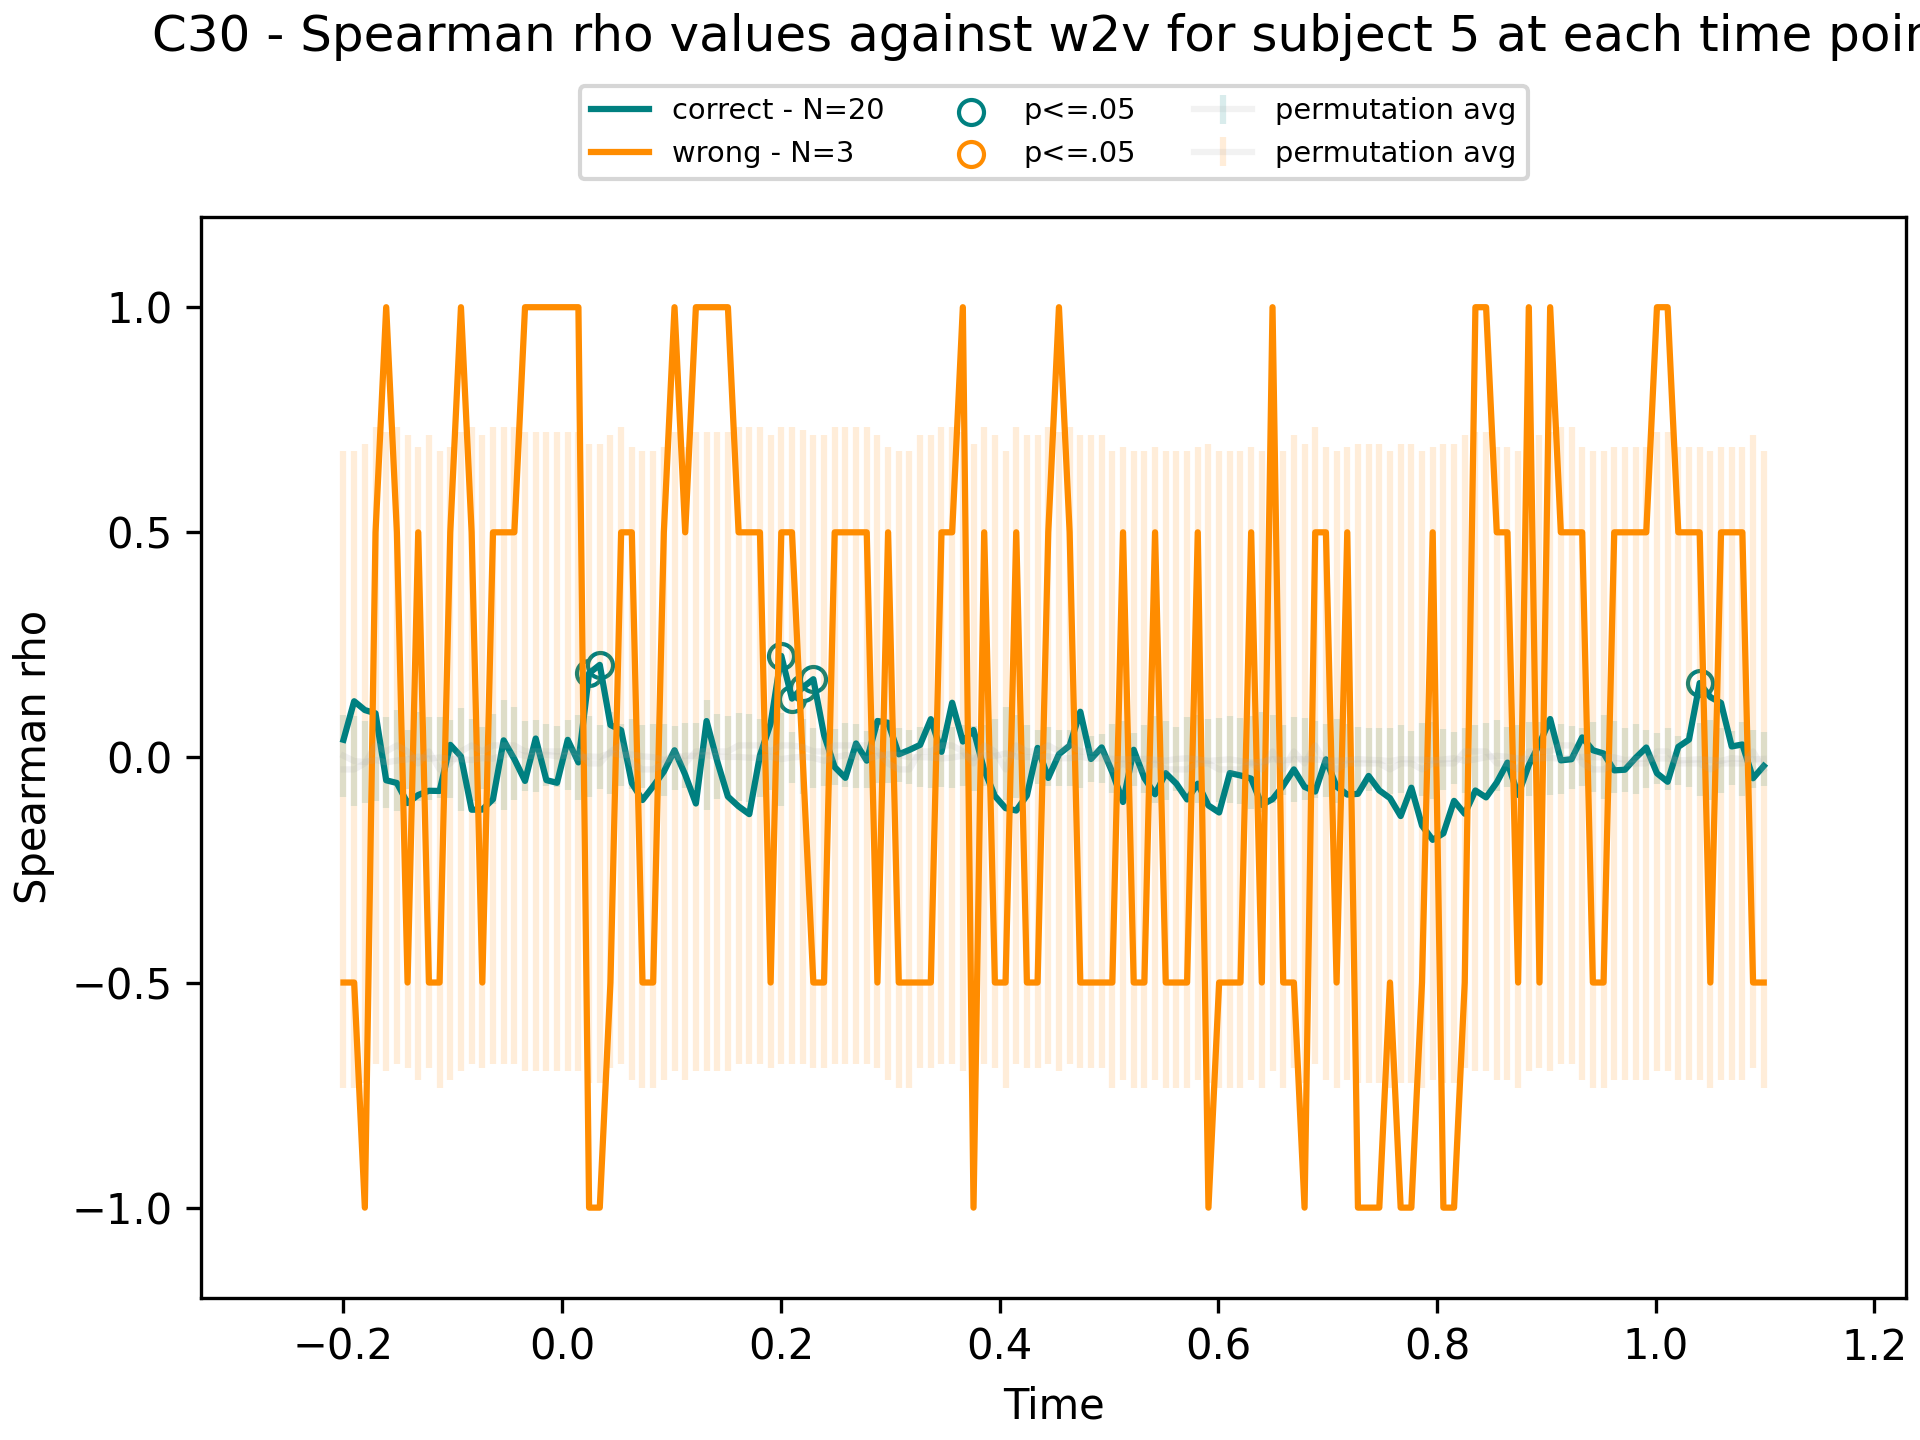 C30 - Spearman rho values against w2v for subject 5 at each time poin
correct - N=20
wrong - N=3
p<=.05
p<=.05
permutation avg
permutation avg
Spearman rho
1.0
0.5
0.0
−0.5
−1.0
−0.2 0.0 0.2 0.4 0.6 0.8 1.0 1.2
Time